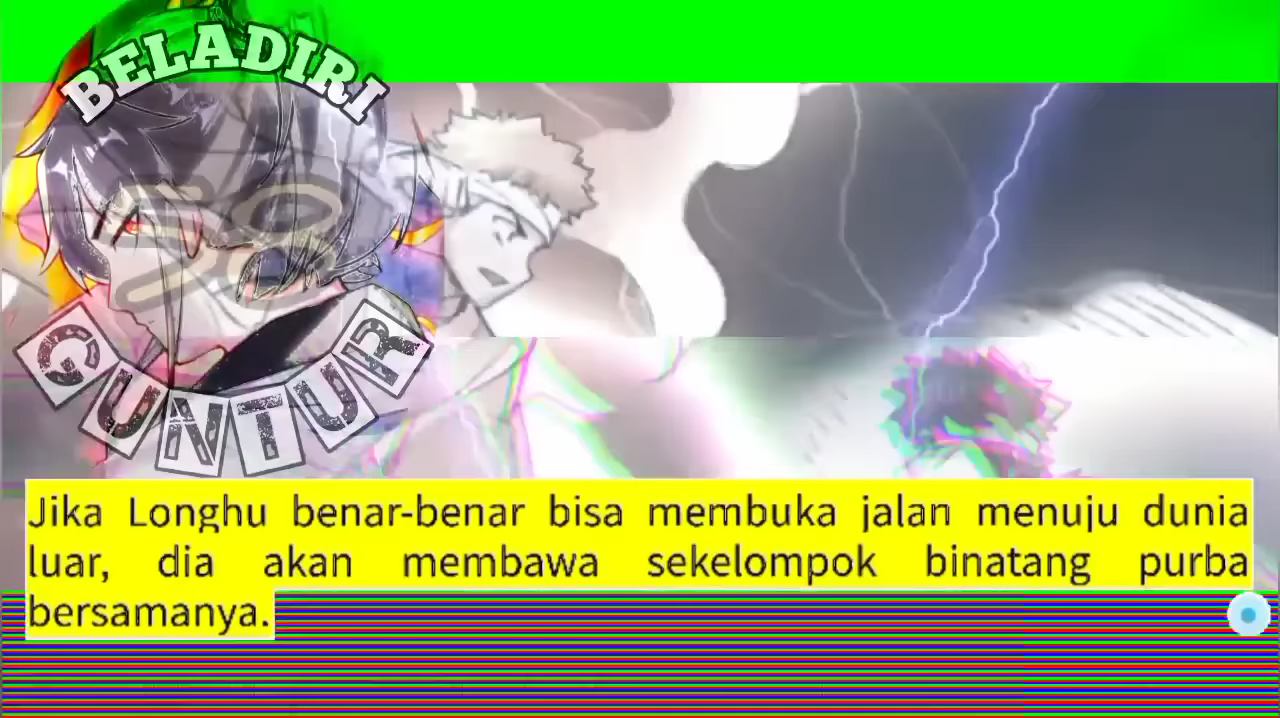 BELADIRI
GUNTUR
Jika Longhu benar-benar bisa membuka jalan menuju dunia
luar, dia akan membawa sekelompok binatang purba
bersamanya.